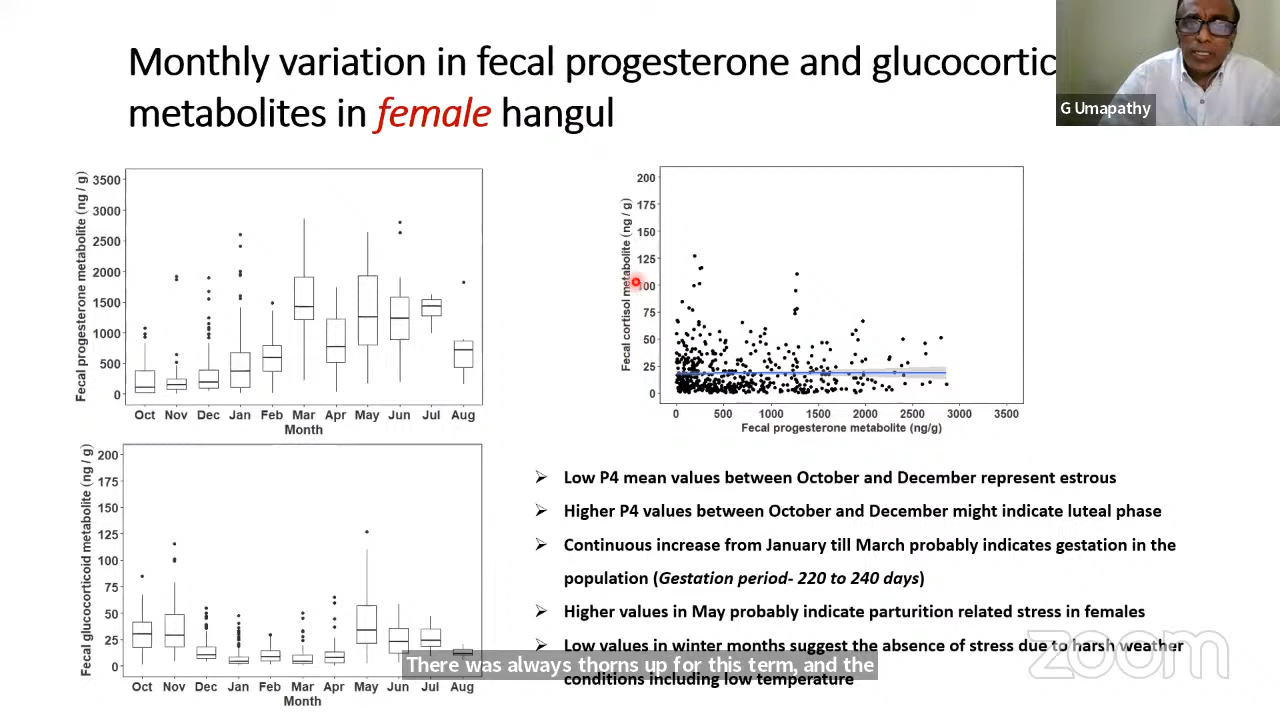 Monthly variation in fecal progesterone and glucocortic
metabolites in female hangul
G Umapathy
Fecal progesterone metabolite (ng / g)
3500
3000
2500
2000
1500
1000
500
0
Oct Nov Dec Jan Feb Mar Apr May Jun Jul Aug
Month
Fecal glucocorticoid metabolite (ng / g)
200
175
150
125
100
75
50
25
0
Oct Nov Dec Jan Feb Mar Apr May Jun Jul Aug
Month
Fecal cortisol metabolite (ng / g)
200
175
150
125
100
75
50
25
0
0 500 1000 1500 2000 2500 3000 3500
Fecal progesterone metabolite (ng/g)
➢ Low P4 mean values between October and December represent estrous
➢ Higher P4 values between October and December might indicate luteal phase
➢ Continuous increase from January till March probably indicates gestation in the
population (Gestation period- 220 to 240 days)
➢ Higher values in May probably indicate parturition related stress in females
➢ Low values in winter months suggest the absence of stress due to harsh weather
conditions including low temperature
There was always thorns up for this term, and the
zoom